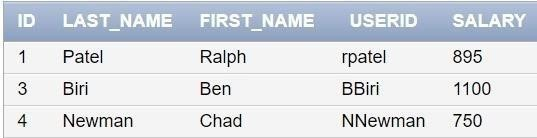 ID LAST_NAME FIRST_NAME USERID SALARY
1 Patel Ralph rpatel 895
3 Biri Ben BBiri 1100
4 Newman Chad NNewman 750